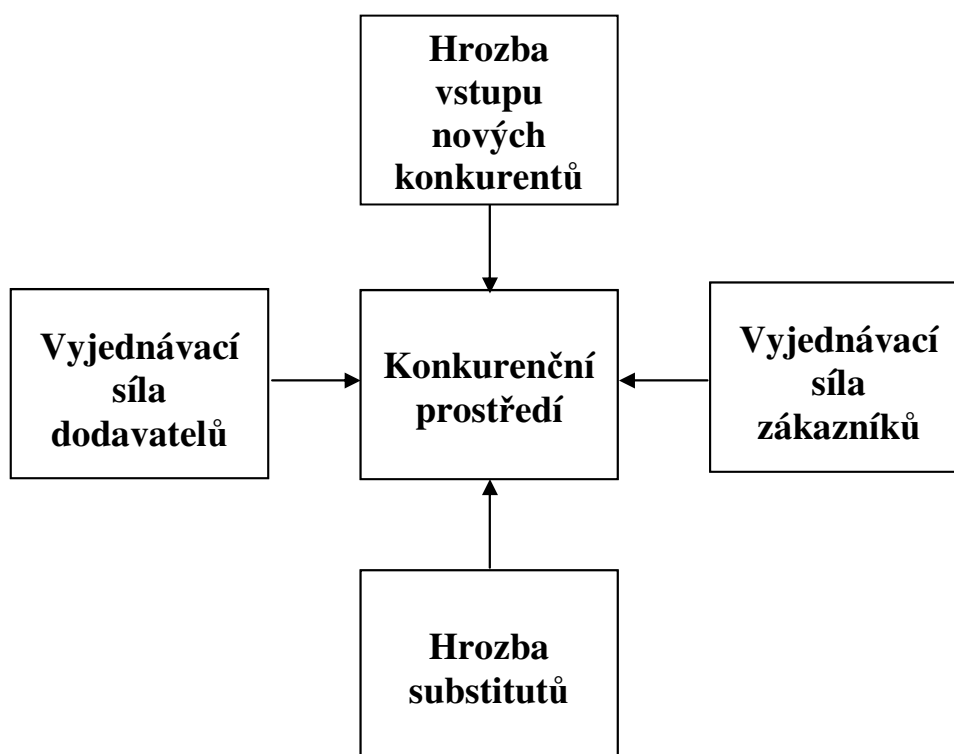 Hrozba
vstupu
nových
konkurentů
Vyjednávací
síla
dodavatelů
Konkurenční
prostředí
Vyjednávací
síla
zákazníků
Hrozba
substitutů